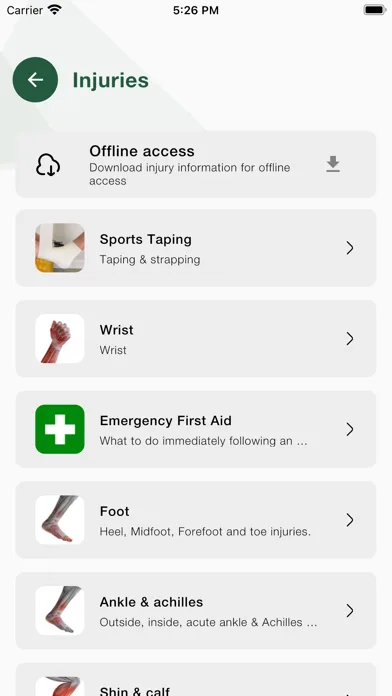 Carrier 5:26 PM
Injuries
Offline access
Download injury information for offline
access
Sports Taping
Taping & strapping
Wrist
Wrist
Emergency First Aid
What to do immediately following an ...
Foot
Heel, Midfoot, Forefoot and toe injuries.
Ankle & achilles
Outside, inside, acute ankle & Achilles ...
Shin & calf